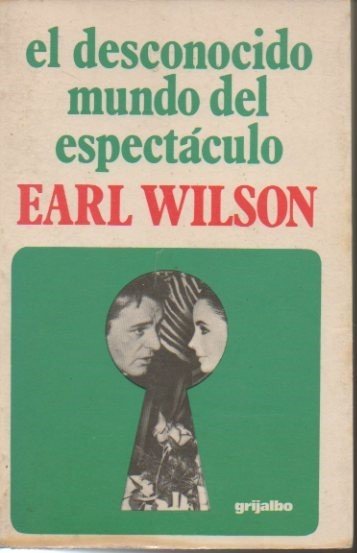 el desconocido
mundo del
espectáculo
EARL WILSON
grijalbo